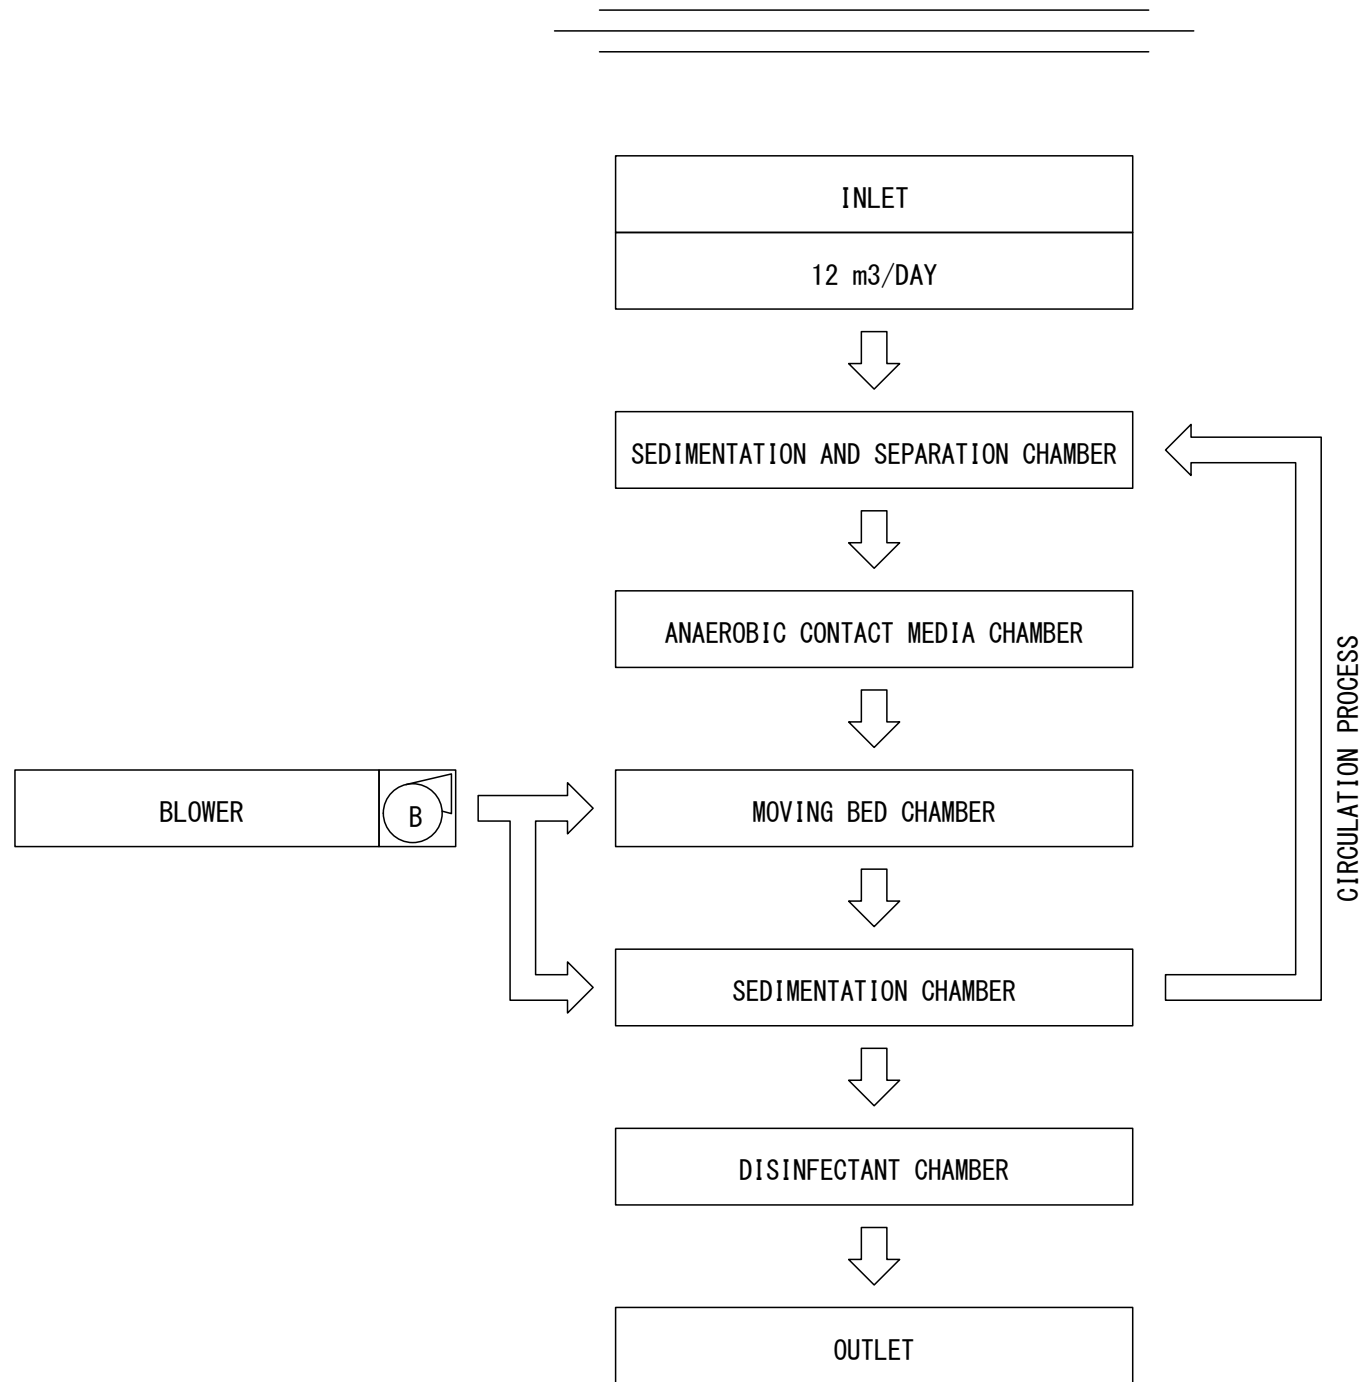 INLET
12 m3/DAY
SEDIMENTATION AND SEPARATION CHAMBER
ANAEROBIC CONTACT MEDIA CHAMBER
CIRCULATION PROCESS
BLOWER
B
MOVING BED CHAMBER
SEDIMENTATION CHAMBER
DISINFECTANT CHAMBER
OUTLET